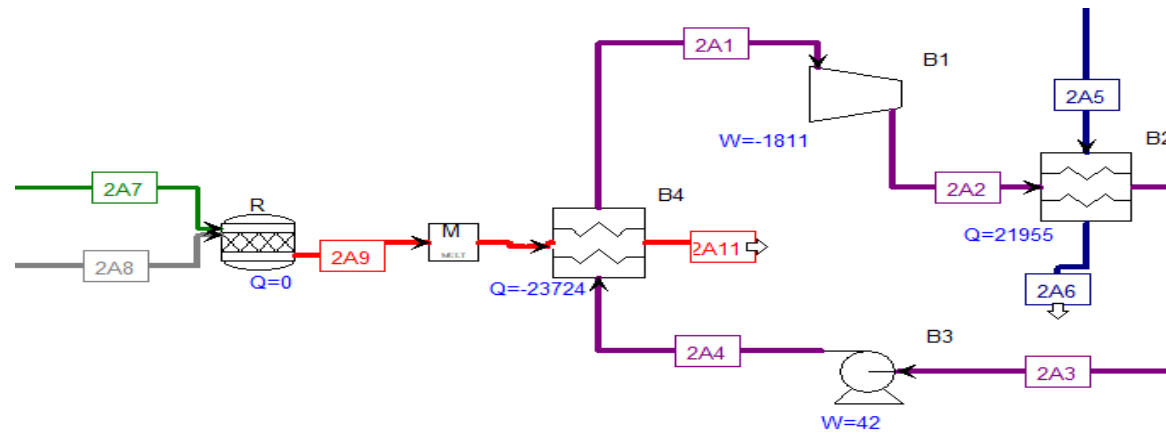 2A1
B1
2A5
W=-1811
B2
2A7
2A2
R
B4
M
MULT
Q=21955
2A8
2A9
2A11
Q=0
Q=-23724
2A6
B3
2A4
2A3
W=42